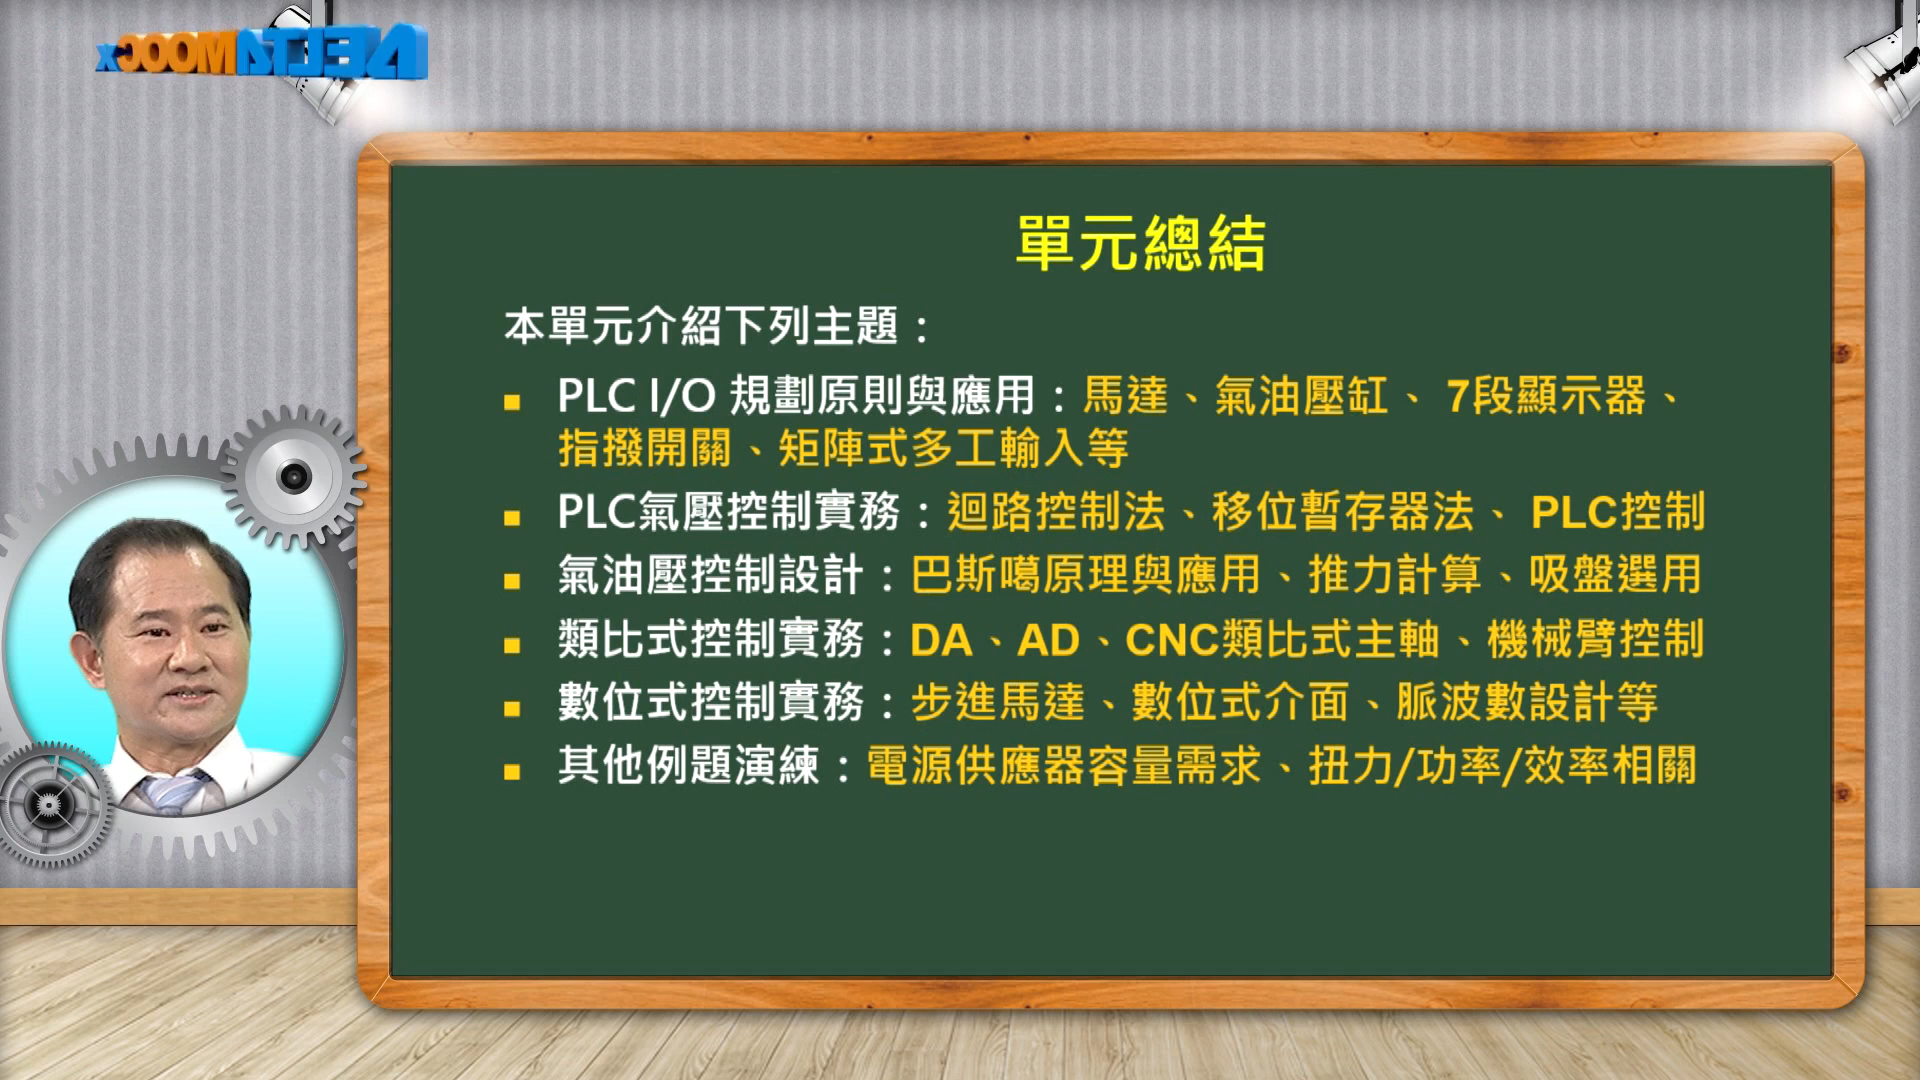 DELTAMOOCx
單元總結
本單元介紹下列主題：
▪ PLC I/O 規劃原則與應用：馬達、氣油壓缸、 7段顯示器、
指撥開關、矩陣式多工輸入等
▪ PLC氣壓控制實務：迴路控制法、移位暫存器法、 PLC控制
▪ 氣油壓控制設計：巴斯噶原理與應用、推力計算、吸盤選用
▪ 類比式控制實務：DA、AD、CNC類比式主軸、機械臂控制
▪ 數位式控制實務：步進馬達、數位式介面、脈波數設計等
▪ 其他例題演練：電源供應器容量需求、扭力/功率/效率相關